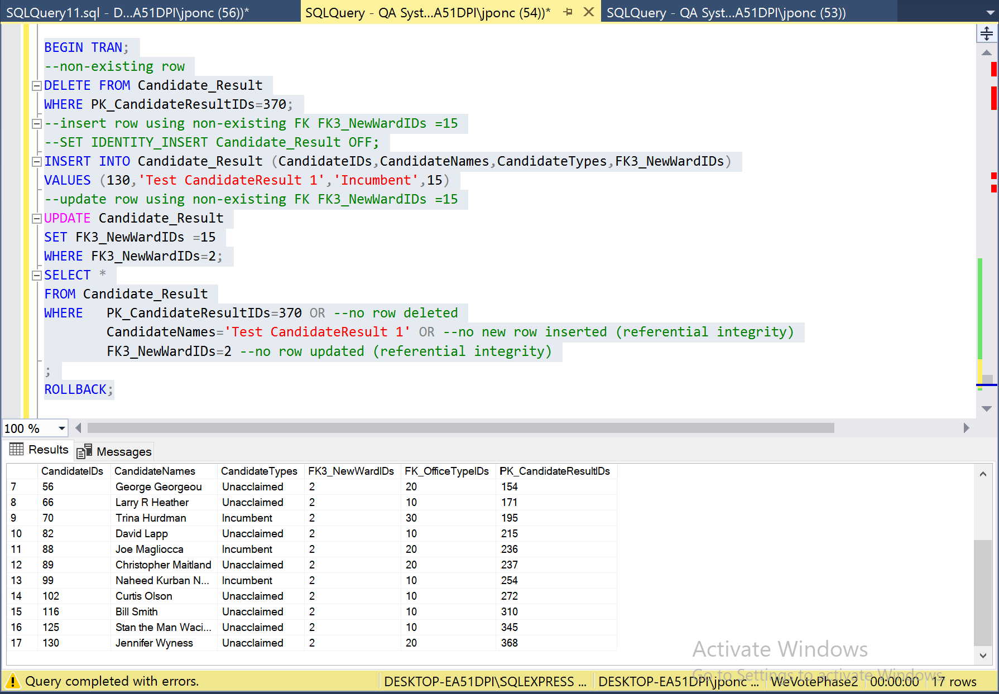 SQLQuery11.sql - D...A51DPI\jponc (56))* SQLQuery - QA Syst...A51DPI\jponc (54))* SQLQuery - QA Syst...A51DPI\jponc (53))
BEGIN TRAN;
--non-existing row
DELETE FROM Candidate_Result
WHERE PK_CandidateResultIDs=370;
--insert row using non-existing FK FK3_NewWardIDs =15
--SET IDENTITY_INSERT Candidate_Result OFF;
INSERT INTO Candidate_Result (CandidateIDs,CandidateNames,CandidateTypes,FK3_NewWardIDs)
VALUES (130,'Test CandidateResult 1','Incumbent',15)
--update row using non-existing FK FK3_NewWardIDs =15
UPDATE Candidate_Result
SET FK3_NewWardIDs =15
WHERE FK3_NewWardIDs=2;
SELECT *
FROM Candidate_Result
WHERE PK_CandidateResultIDs=370 OR --no row deleted
CandidateNames='Test CandidateResult 1' OR --no new row inserted (referential integrity)
FK3_NewWardIDs=2 --no row updated (referential integrity)
;
ROLLBACK;
100 %
Results Messages
CandidateIDs CandidateNames CandidateTypes FK3_NewWardIDs FK_OfficeTypeIDs PK_CandidateResultIDs
7 56 George Georgeou Unacclaimed 2 20 154
8 66 Larry R Heather Unacclaimed 2 10 171
9 70 Trina Hurdman Incumbent 2 30 195
10 82 David Lapp Unacclaimed 2 10 215
11 88 Joe Magliocca Incumbent 2 20 236
12 89 Christopher Maitland Unacclaimed 2 20 237
13 99 Naheed Kurban N... Incumbent 2 10 254
14 102 Curtis Olson Unacclaimed 2 10 272
15 116 Bill Smith Unacclaimed 2 10 310
16 125 Stan the Man Waci... Unacclaimed 2 10 345
17 130 Jennifer Wyness Unacclaimed 2 20 368
Activate Windows
Go to Settings to activate Windows.
Query completed with errors. DESKTOP-EA51DPI\SQLEXPRESS ... DESKTOP-EA51DPI\jponc ... WeVotePhase2 00:00:00 17 rows